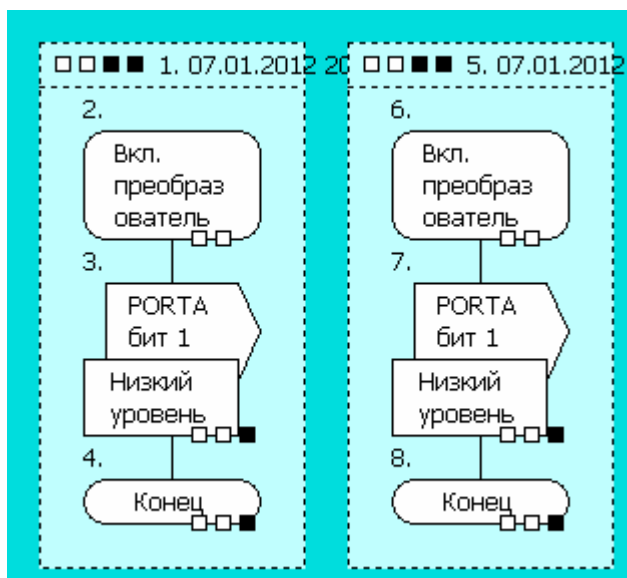 1. 07.01.2012 20
2.
Вкл.
преобраз
ователь
3.
PORTA
бит 1
Низкий
уровень
4.
Конец
5. 07.01.2012
6.
Вкл.
преобраз
ователь
7.
PORTA
бит 1
Низкий
уровень
8.
Конец